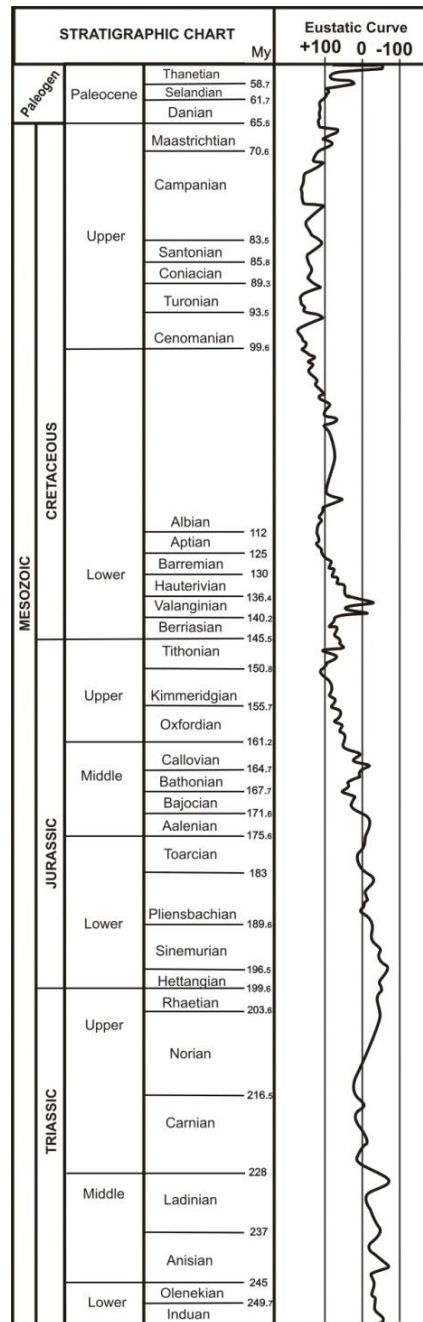 STRATIGRAPHIC CHART
My
Eustatic Curve
+100 0 -100
Paleogen
Paleocene
Thanetian
58.7
Selandian
61.7
Danian
65.5
MESOZOIC
CRETACEOUS
Upper
Maastrichtian
70.6
Campanian
83.5
Santonian
85.8
Coniacian
89.3
Turonian
93.5
Cenomanian
99.6
Lower
Albian
112
Aptian
125
Barremian
130
Hauterivian
136.4
Valanginian
140.2
Berriasian
145.5
JURASSIC
Upper
Tithonian
150.8
Kimmeridgian
155.7
Oxfordian
161.2
Middle
Callovian
164.7
Bathonian
167.7
Bajocian
171.6
Aalenian
175.6
Lower
Toarcian
183
Pliensbachian
189.6
Sinemurian
196.5
Hettangian
199.6
TRIASSIC
Upper
Rhaetian
203.6
Norian
216.5
Carnian
228
Middle
Ladinian
237
Anisian
245
Lower
Olenekian
249.7
Induan